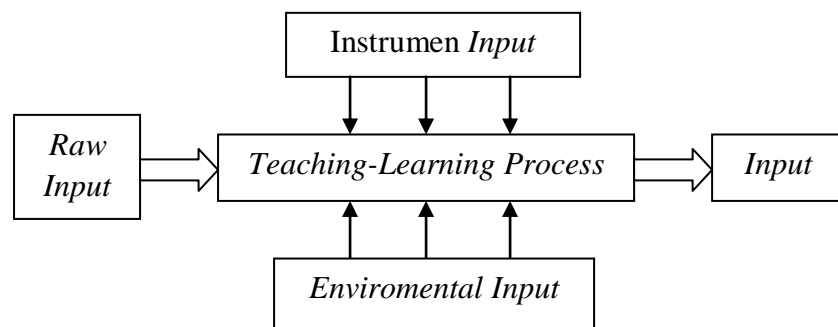 Instrumen Input
Raw
Input
Teaching-Learning Process
Input
Enviromental Input